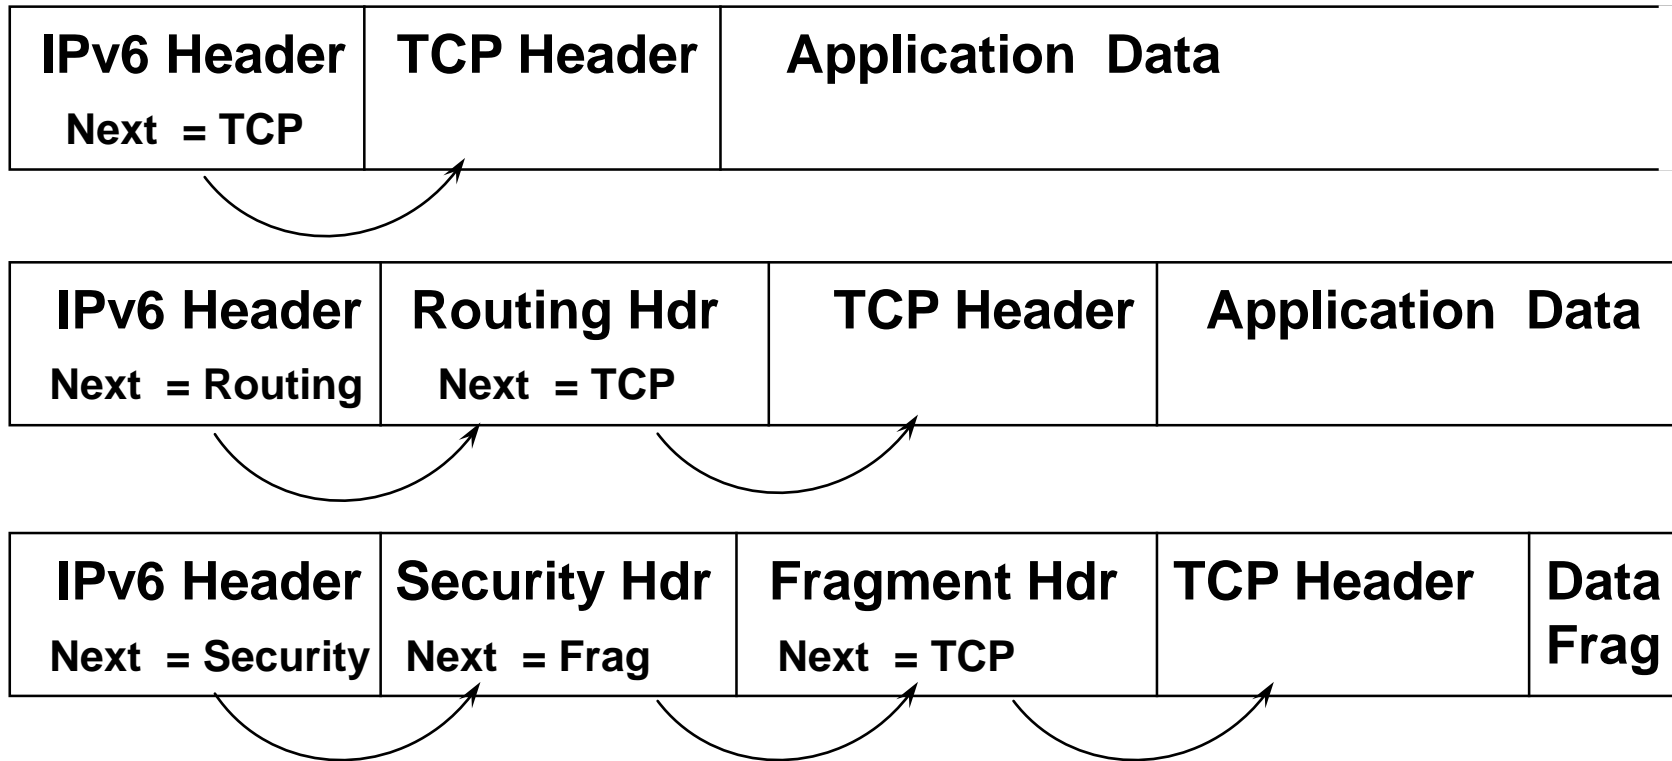 IPv6 Header TCP Header Application Data
Next = TCP
IPv6 Header Routing Hdr TCP Header Application Data
Next = Routing Next = TCP
IPv6 Header Security Hdr Fragment Hdr TCP Header Data
Frag
Next = Security Next = Frag Next = TCP